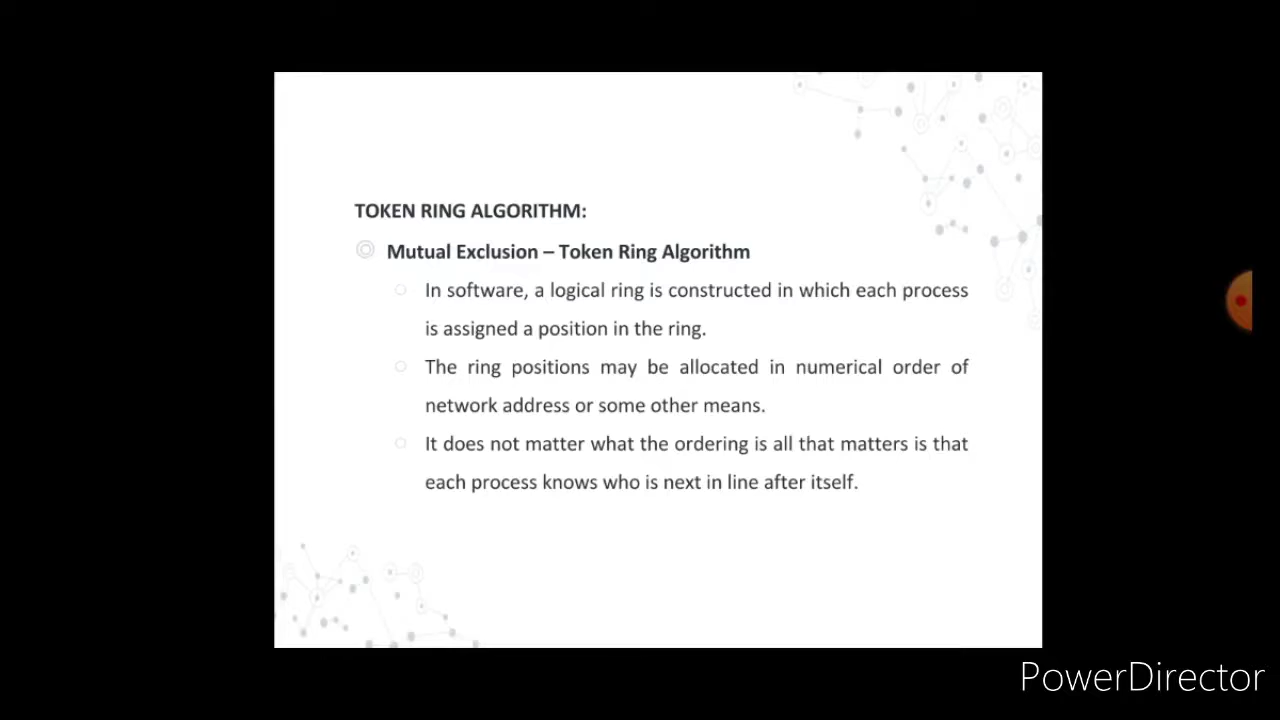 TOKEN RING ALGORITHM:
Mutual Exclusion – Token Ring Algorithm
In software, a logical ring is constructed in which each process
is assigned a position in the ring.
The ring positions may be allocated in numerical order of
network address or some other means.
It does not matter what the ordering is all that matters is that
each process knows who is next in line after itself.
PowerDirector